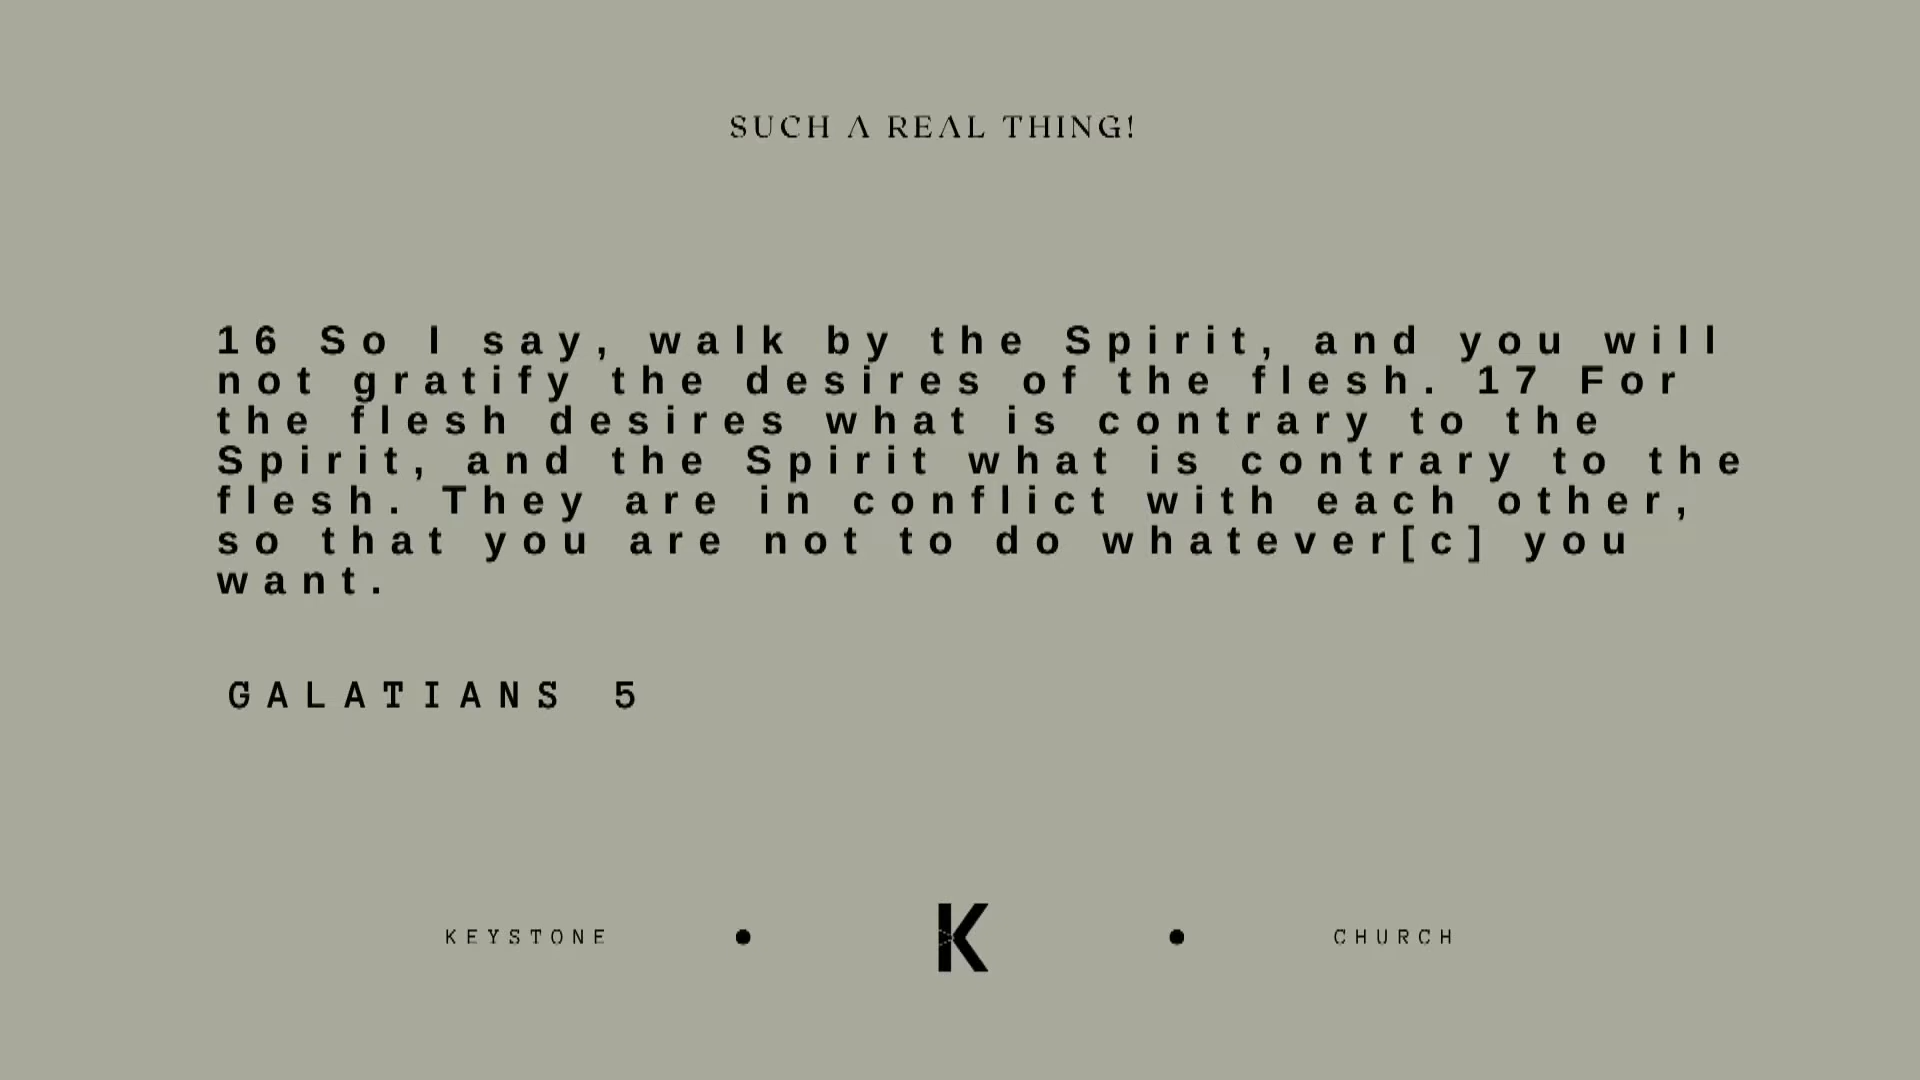 SUCH A REAL THING!
16 So I say, walk by the Spirit, and you will
not gratify the desires of the flesh. 17 For
the flesh desires what is contrary to the
Spirit, and the Spirit what is contrary to the
flesh. They are in conflict with each other,
so that you are not to do whatever[c] you
want.
GALATIANS 5
KEYSTONE • K • CHURCH